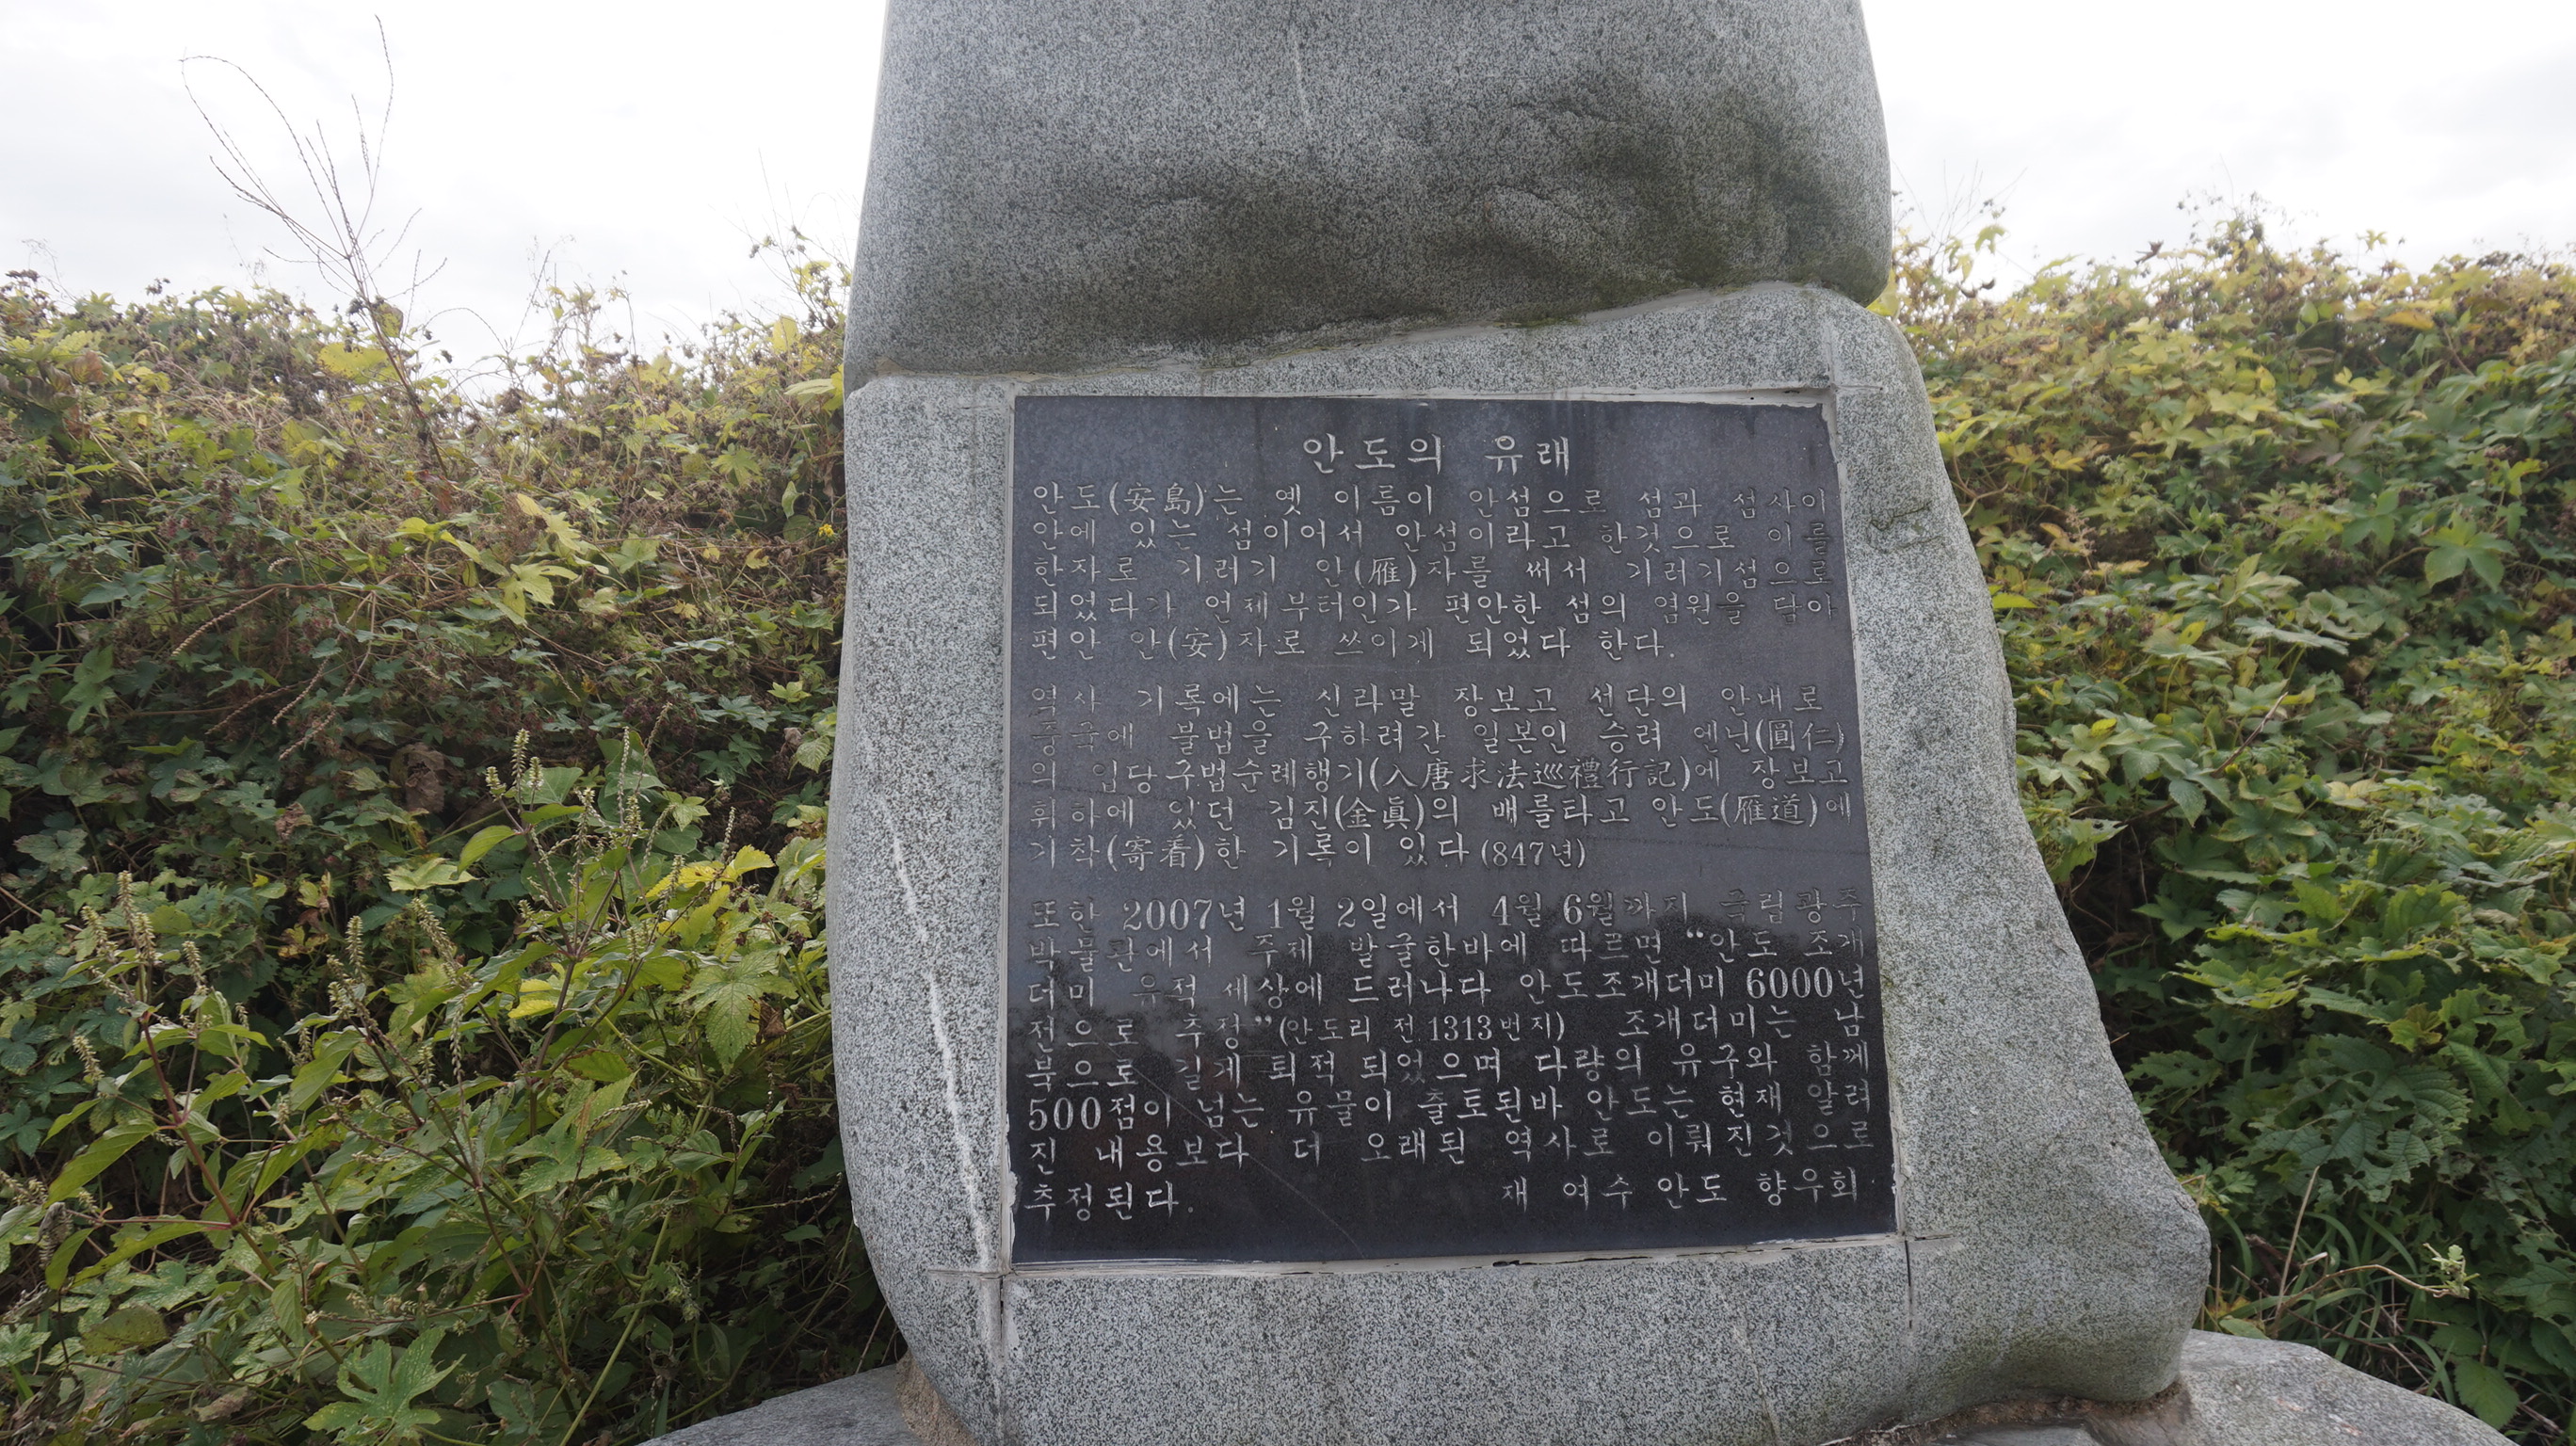 안도의 유래
안도(安島)는 옛 이름이 안섬으로 섬과 섬사이
안에 있는 섬이어서 안섬이라고 한것으로 이를
한자로 기러기 안(雁)자를 써서 기러기섬으로
되었다가 언제부터인가 편안한 섬의 염원을 담아
편안 안(安)자로 쓰이게 되었다 한다.
역사 기록에는 신라말 장보고 선단의 안내로
중국에 불법을 구하려간 일본인 승려 엔닌(圓仁)
의 입당구법순례행기(入唐求法巡禮行記)에 장보고
휘하에 있던 김진(金眞)의 배를타고 안도(雁道)에
기착(寄着)한 기록이 있다 (847년)
또한 2007년 1월 2일에서 4월 6월까지 국립광주
박물관에서 주제 발굴한바에 따르면 “안도 조개
더미 유적 세상에 드러나다 안도조개더미 6000년
전으로 추정”(안도리 전 1313번지) 조개더미는 남
북으로 길게 퇴적 되었으며 다량의 유구와 함께
500점이 넘는 유물이 출토된바 안도는 현재 알려
진 내용보다 더 오래된 역사로 이뤄진것으로
추정된다. 재 여수 안도 향우회